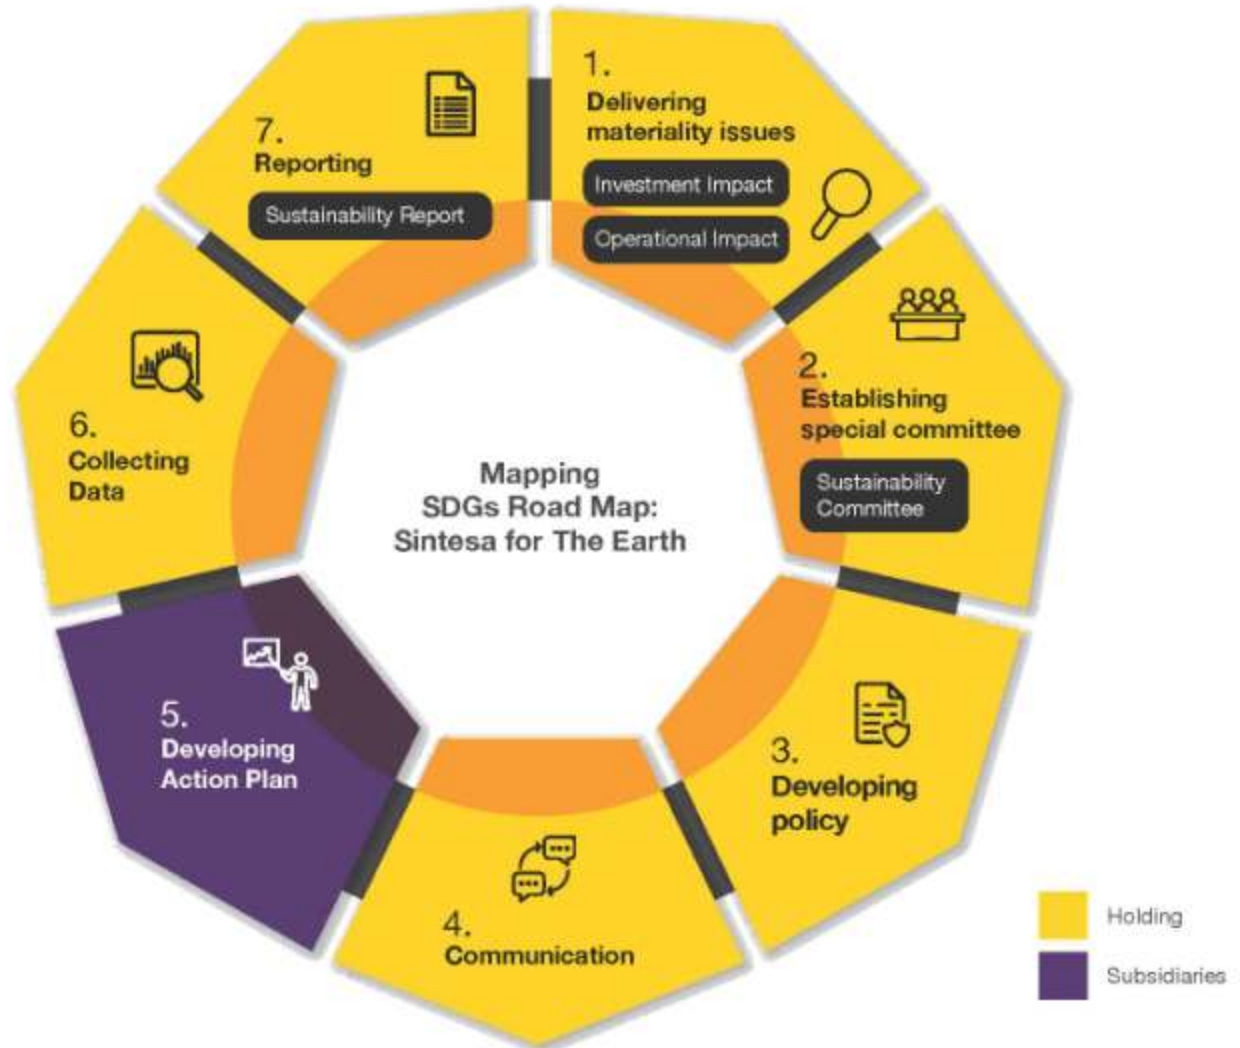 1.
Delivering
materiality issues
Investment Impact
Operational Impact
2.
Establishing
special committee
Sustainability
Committee
3.
Developing
policy
4.
Communication
5.
Developing
Action Plan
6.
Collecting
Data
7.
Reporting
Sustainability Report
Mapping
SDGs Road Map:
Sintesa for The Earth
Holding
Subsidiaries